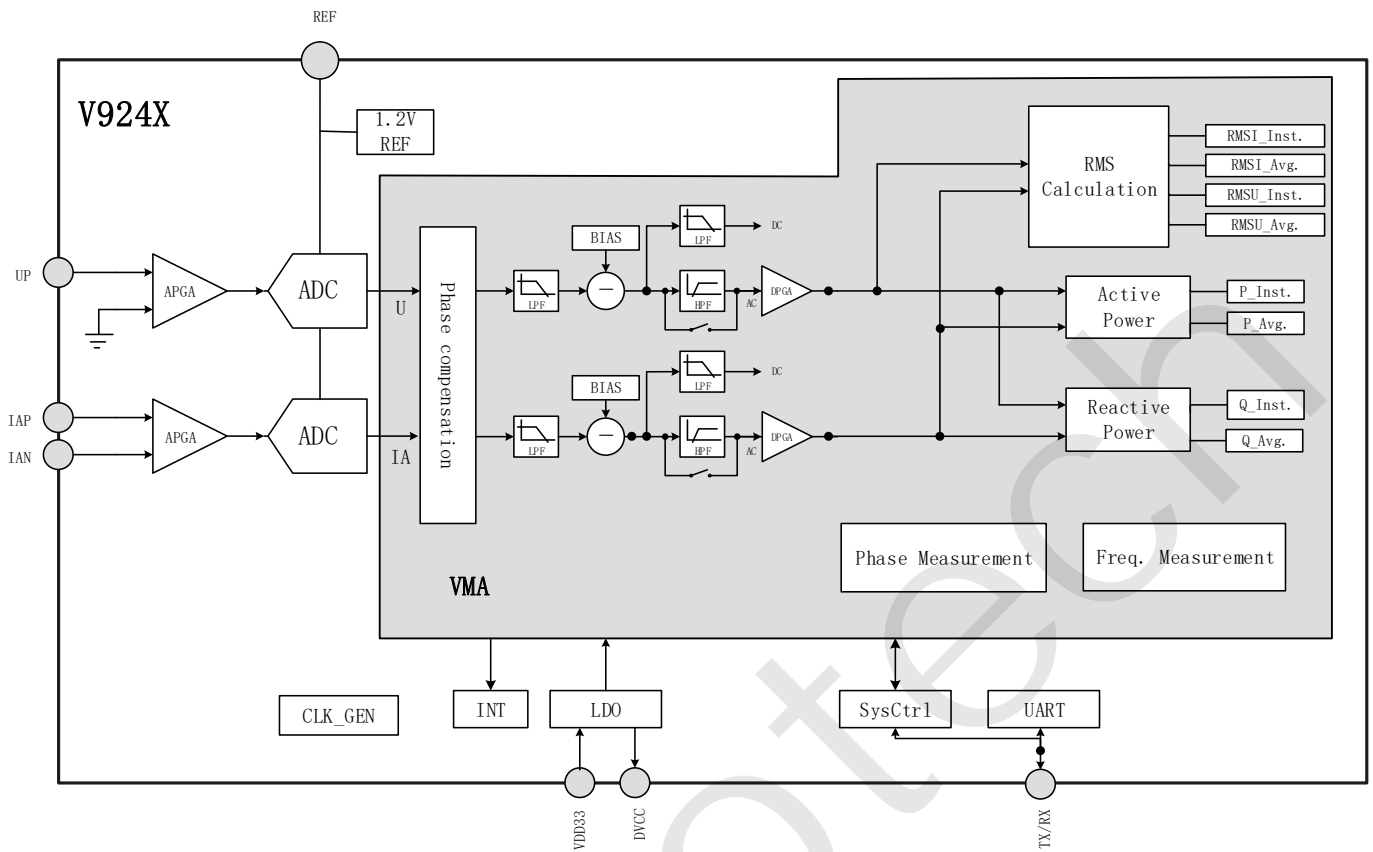 REF
V924X
1.2V
REF
RMS
Calculation
RMSI_Inst.
RMSI_Avg.
RMSU_Inst.
RMSU_Avg.
BIAS
LPF
DC
UP
APGA
ADC
U
Phase compensation
LPF
HPF
AC
DPGA
Active
Power
P_Inst.
P_Avg.
BIAS
LPF
DC
IAP
IAN
APGA
ADC
IA
LPF
HPF
AC
DPGA
Reactive
Power
Q_Inst.
Q_Avg.
Phase Measurement
Freq. Measurement
VMA
CLK_GEN
INT
LDO
SysCtrl
UART
VDD33
DVCC
TX/RX
otech